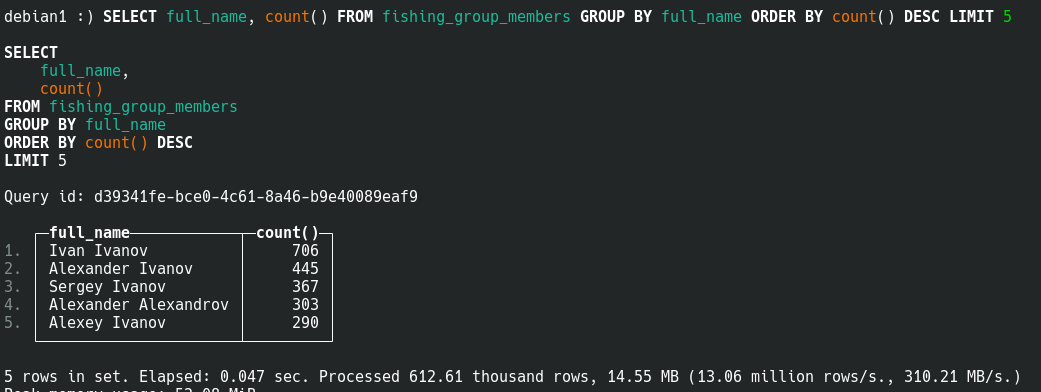 debian1 :) SELECT full_name, count() FROM fishing_group_members GROUP BY full_name ORDER BY count() DESC LIMIT 5
SELECT
full_name,
count()
FROM fishing_group_members
GROUP BY full_name
ORDER BY count() DESC
LIMIT 5
Query id: d39341fe-bce0-4c61-8a46-b9e40089eaf9
full_name count()
1. Ivan Ivanov 706
2. Alexander Ivanov 445
3. Sergey Ivanov 367
4. Alexander Alexandrov 303
5. Alexey Ivanov 290
5 rows in set. Elapsed: 0.047 sec. Processed 612.61 thousand rows, 14.55 MB (13.06 million rows/s., 310.21 MB/s.)
Peak memory usage: